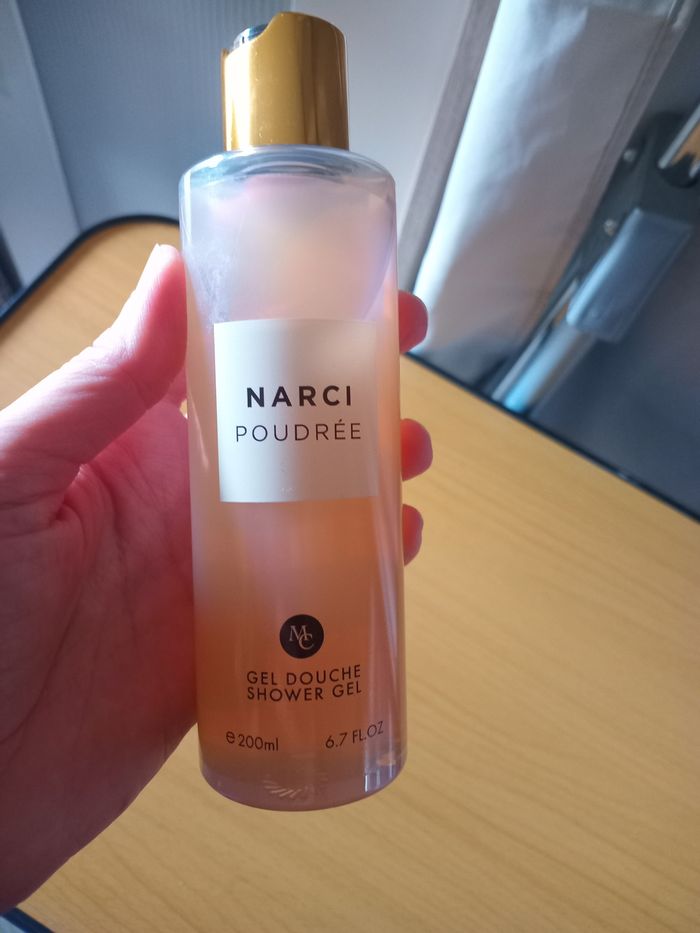 NARCI
POUDRÉE
MC
GEL DOUCHE
SHOWER GEL
℮200ml 6.7 FL.OZ